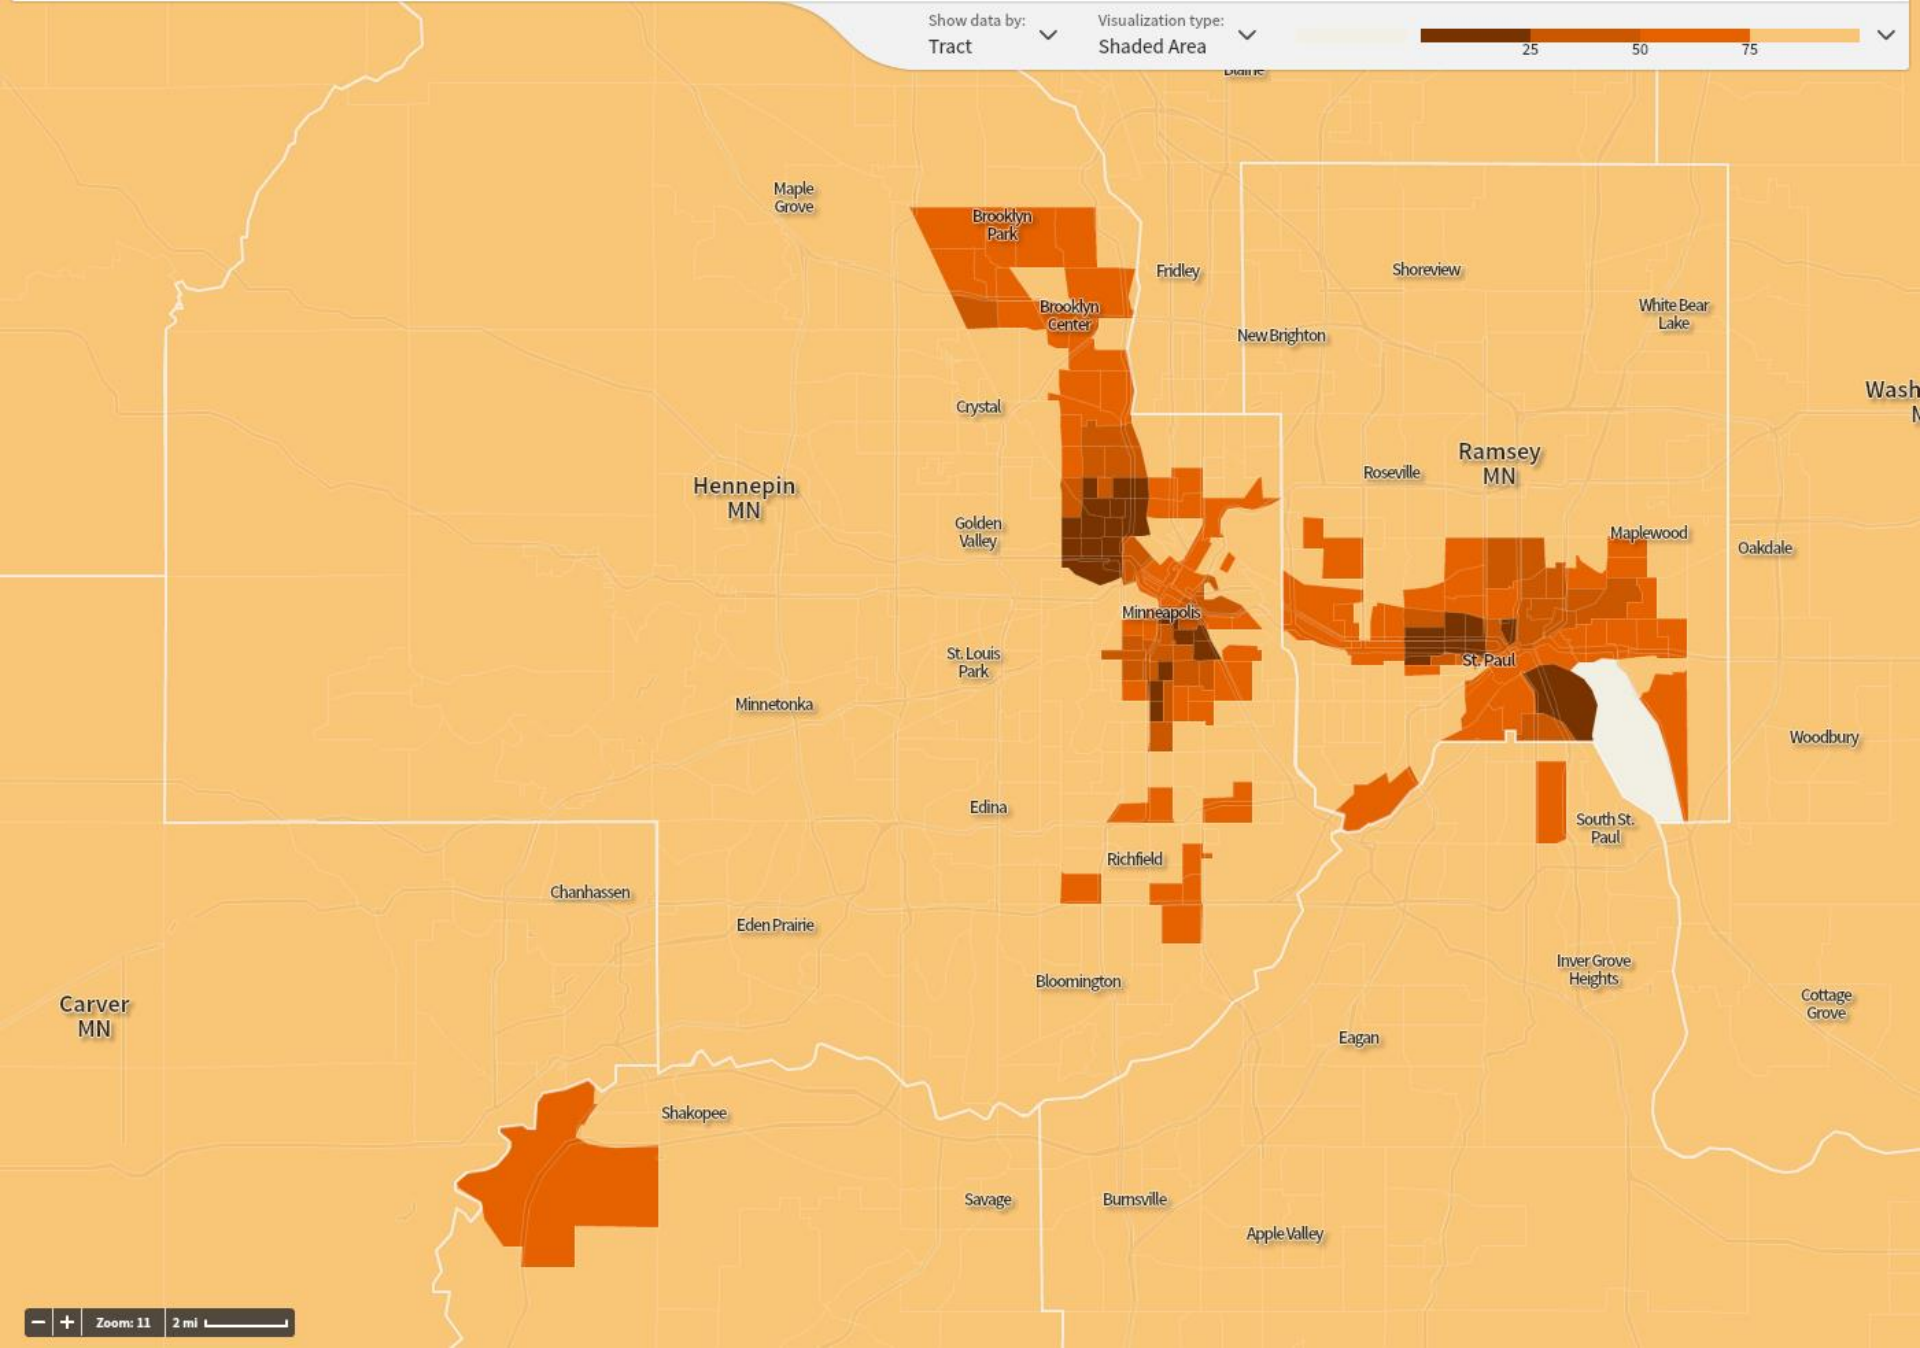 Show data by:
Tract
Visualization type:
Shaded Area
25
50
75
Blaine
Maple
Grove
Brooklyn
Park
Fridley
Shoreview
Brooklyn
Center
New Brighton
White Bear
Lake
Crystal
Wash
Hennepin
MN
Ramsey
MN
Roseville
Golden
Valley
Maplewood
Oakdale
Minneapolis
St. Louis
Park
St. Paul
Minnetonka
Woodbury
Edina
South St.
Paul
Richfield
Chanhassen
Eden Prairie
Bloomington
Inver Grove
Heights
Carver
MN
Cottage
Grove
Eagan
Shakopee
Savage
Burnsville
Apple Valley
− + Zoom: 11 2 mi